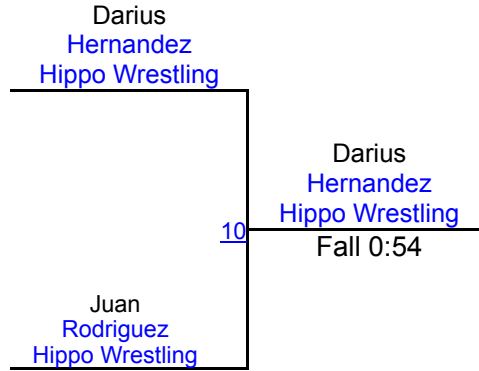 Darius
Hernandez
Hippo Wrestling
Darius
Hernandez
Hippo Wrestling
10
Fall 0:54
Juan
Rodriguez
Hippo Wrestling